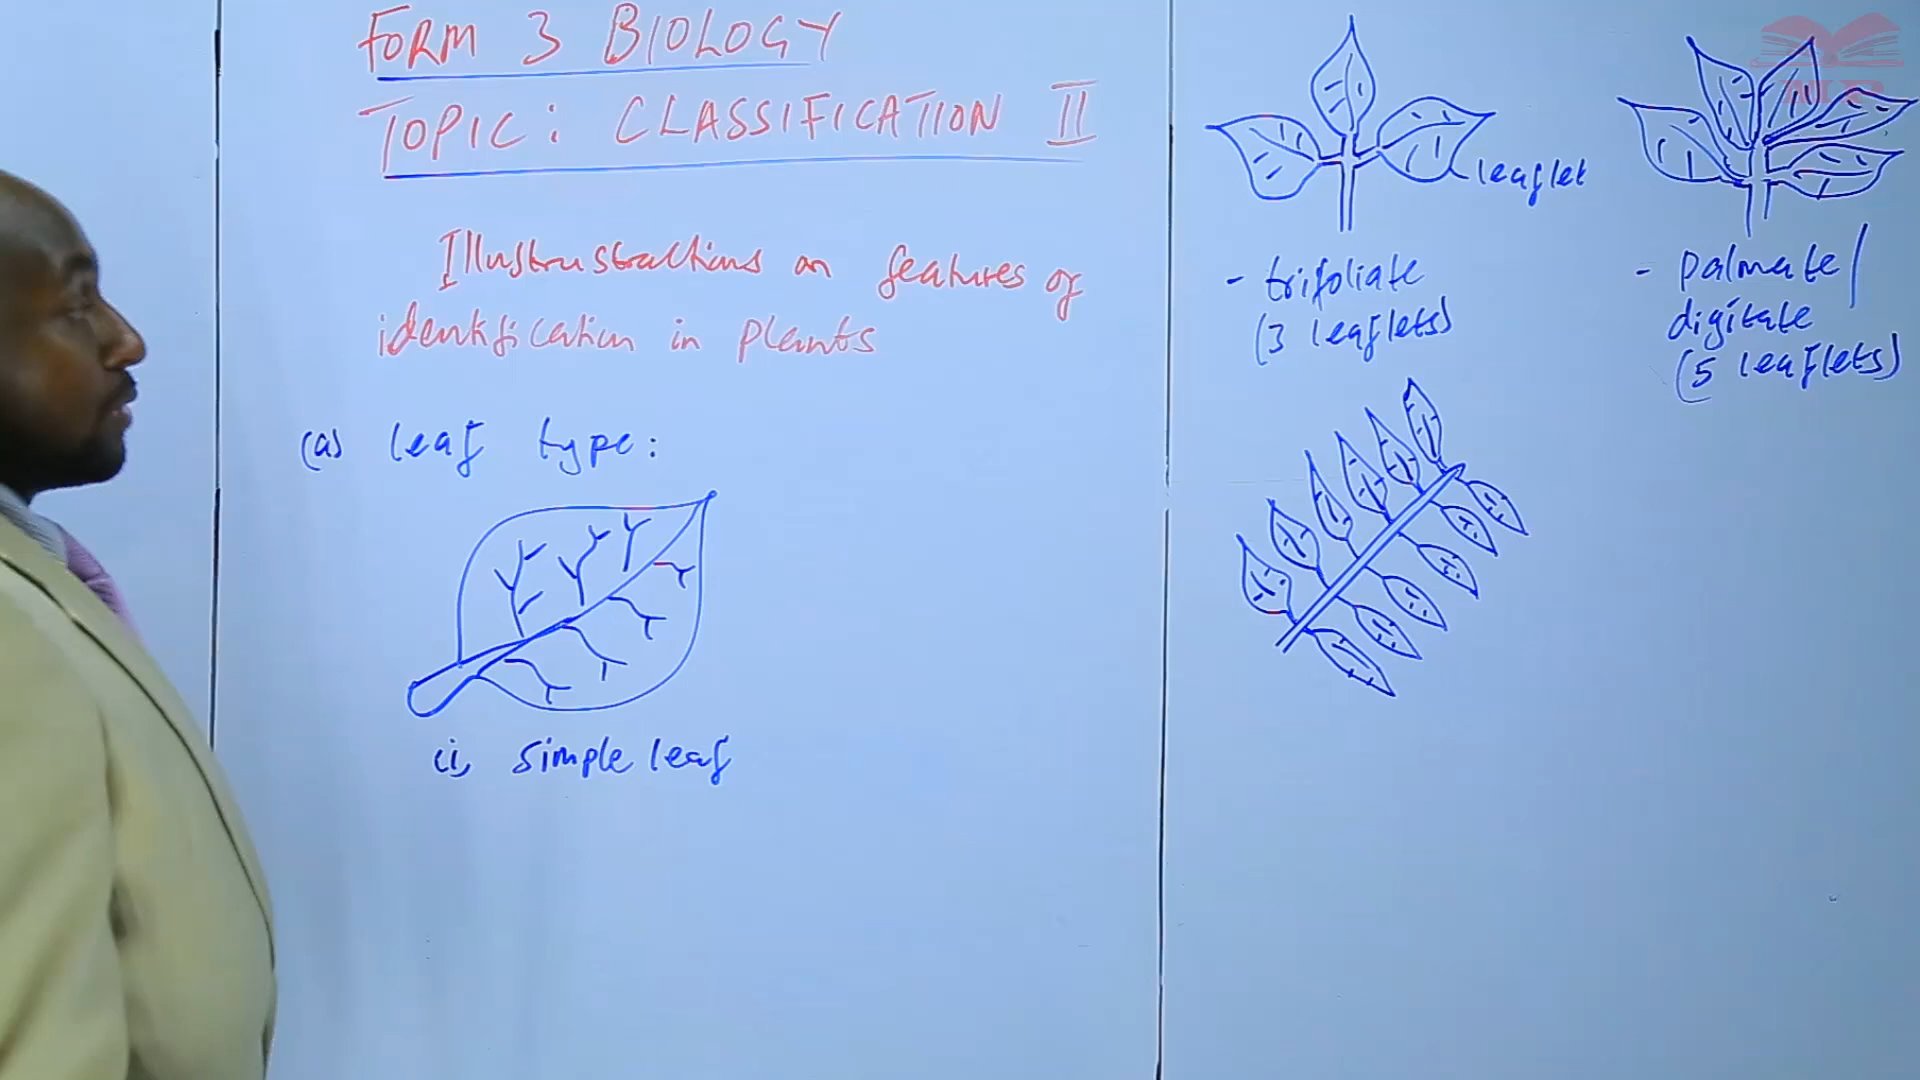 FORM 3 BIOLOGY
TOPIC: CLASSIFICATION II
Illustrustractions on features of
identification in plants
(a) leaf type:
(i) simple leaf
leaflet
- trifoliate
(3 leaflets)
- palmate/
digitate
(5 leaflets)